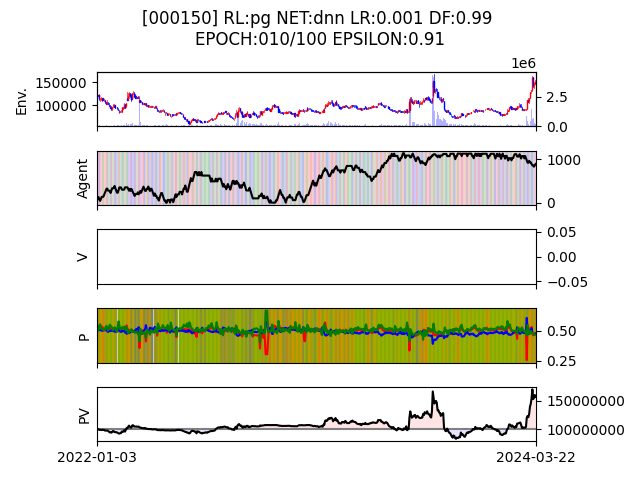 [000150] RL:pg NET:dnn LR:0.001 DF:0.99
EPOCH:010/100 EPSILON:0.91
1e6
Env.
150000
100000
2.5
0.0
Agent
1000
0
V
0.05
0.00
−0.05
P
0.50
0.25
PV
150000000
100000000
2022-01-03
2024-03-22